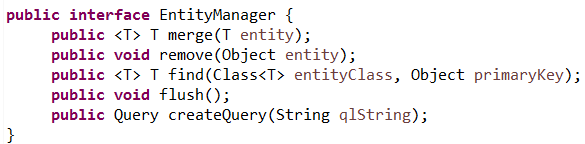 public interface EntityManager {
    public <T> T merge(T entity);
    public void remove(Object entity);
    public <T> T find(Class<T> entityClass, Object primaryKey);
    public void flush();
    public Query createQuery(String qlString);
}